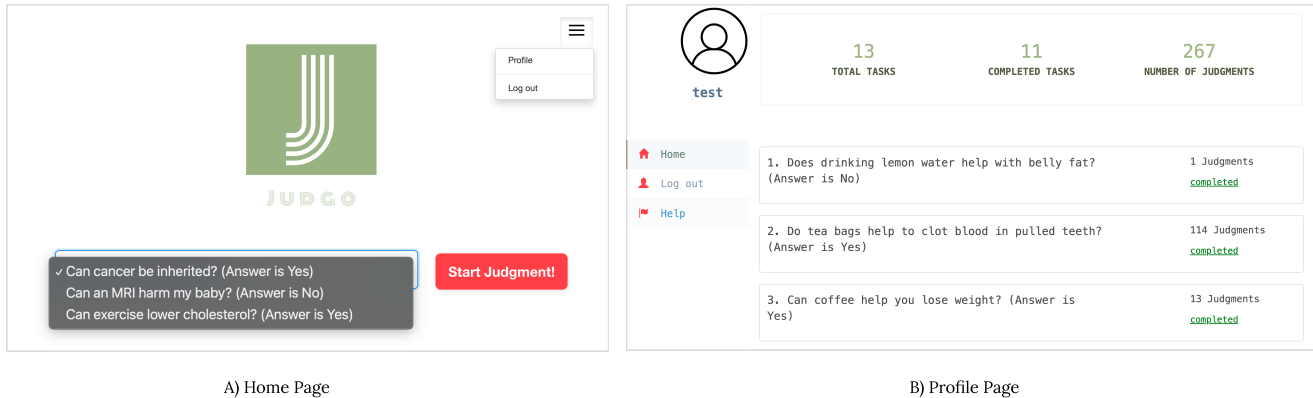 Profile
Log out
JUDGO
✓ Can cancer be inherited? (Answer is Yes)
Can an MRI harm my baby? (Answer is No)
Can exercise lower cholesterol? (Answer is Yes)
Start Judgment!
A) Home Page
test
13
TOTAL TASKS
11
COMPLETED TASKS
267
NUMBER OF JUDGMENTS
Home
Log out
Help
1. Does drinking lemon water help with belly fat?
(Answer is No)
1 Judgments
completed
2. Do tea bags help to clot blood in pulled teeth?
(Answer is Yes)
114 Judgments
completed
3. Can coffee help you lose weight? (Answer is
Yes)
13 Judgments
completed
B) Profile Page